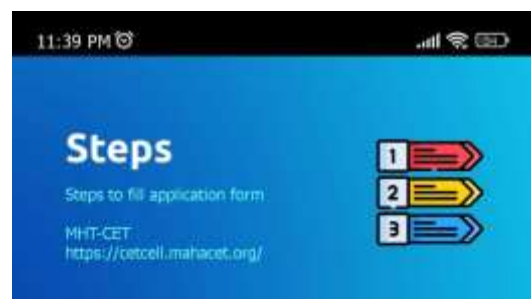 11:39 PM
Steps
1
Steps to fill application form
2
MHT-CET
3
https://cetcell.mahacet.org/